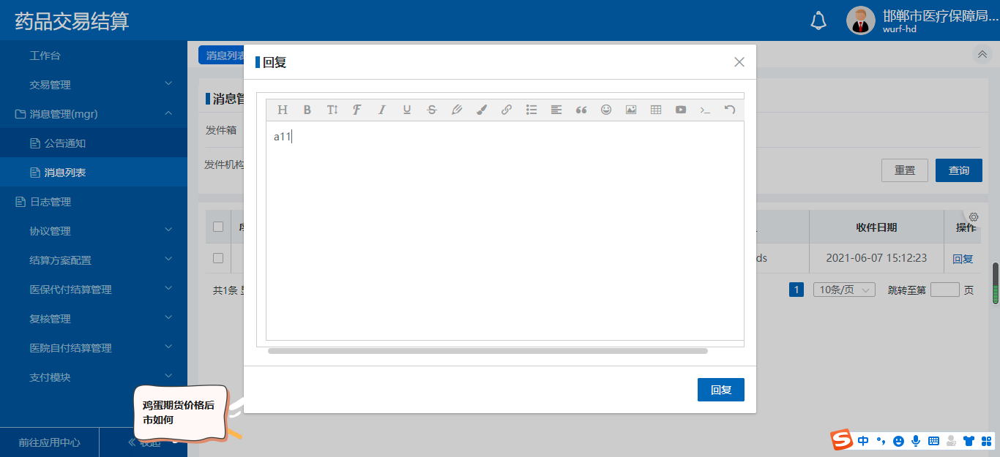 药品交易结算
邯郸市医疗保障局...
wurf-hd
工作台
交易管理
消息管理(mgr)
公告通知
消息列表
日志管理
协议管理
结算方案配置
医保代付结算管理
复核管理
医院自付结算管理
支付模块
前往应用中心
收起
鸡蛋期货价格后
市如何
消息列表
消息管
发件箱
发件机构
重置
查询
收件日期
操作
ds
2021-06-07 15:12:23
回复
共1条
1
10条/页
跳转至第
页
回复
H B T F I U S
a11
回复
中